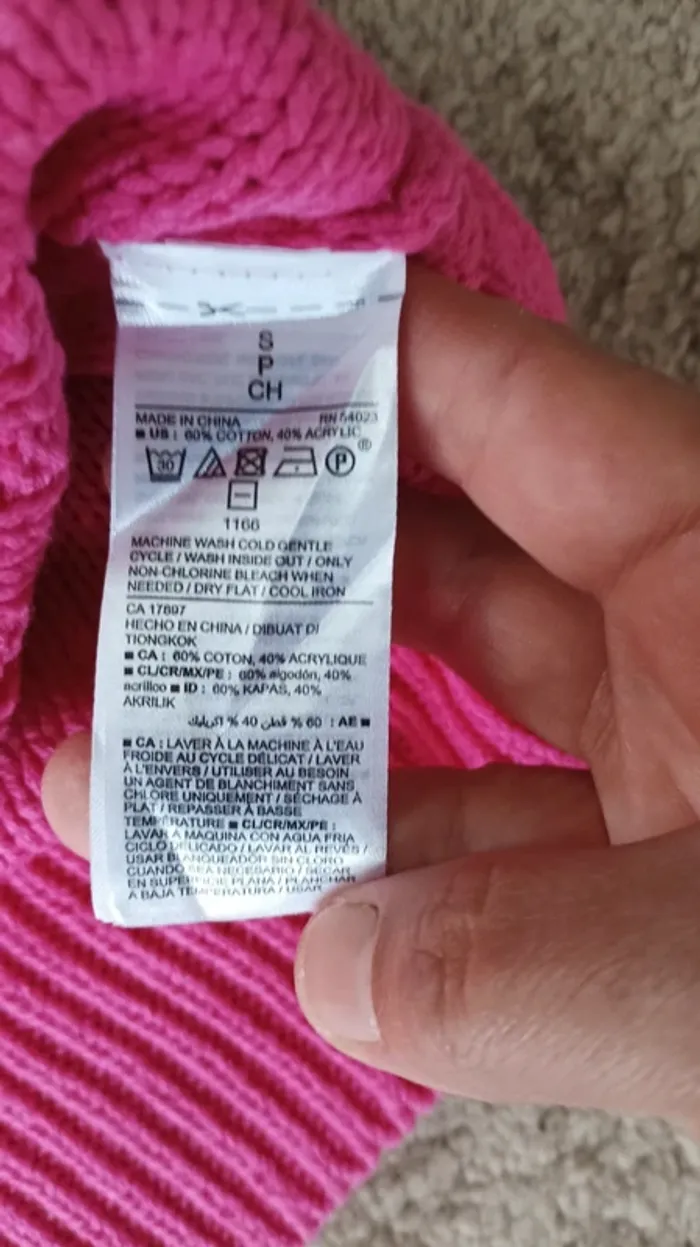 S
P
CH
MADE IN CHINA RN 54023
■ US : 60% COTTON, 40% ACRYLIC
30 P ®
1166
MACHINE WASH COLD GENTLE
CYCLE / WASH INSIDE OUT / ONLY
NON-CHLORINE BLEACH WHEN
NEEDED / DRY FLAT / COOL IRON
CA 17897
HECHO EN CHINA / DIBUAT DI
TIONGKOK
■ CA : 60% COTON, 40% ACRYLIQUE
■ CL/CR/MX/PE : 60% algodón, 40%
acrílico ■ ID : 60% KAPAS, 40%
AKRILIK
■ AE : 60 % قطن 40 % اكريليك
■ CA : LAVER À LA MACHINE À L'EAU
FROIDE AU CYCLE DÉLICAT / LAVER
À L'ENVERS / UTILISER AU BESOIN
UN AGENT DE BLANCHIMENT SANS
CHLORE UNIQUEMENT / SÉCHAGE À
PLAT / REPASSER À BASSE
TEMPÉRATURE ■ CL/CR/MX/PE :
LAVAR A MAQUINA CON AGUA FRIA
CICLO DELICADO / LAVAR AL REVÉS /
USAR BLANQUEADOR SIN CLORO
CUANDO SEA NECESARIO / SECAR
EN SUPERFICIE PLANA / PLANCHAR
A BAJA TEMPERATURA / USAR